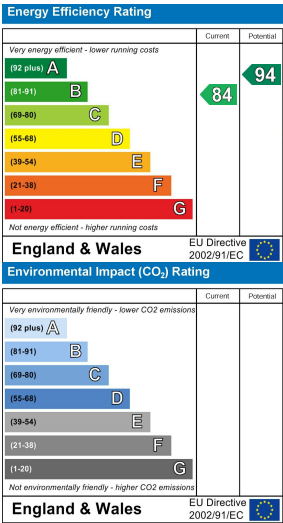 Energy Efficiency Rating
Current Potential
Very energy efficient - lower running costs
(92 plus) A
(81-91) B
(69-80) C
(55-68) D
(39-54) E
(21-38) F
(1-20) G
84
94
Not energy efficient - higher running costs
England & Wales
EU Directive
2002/91/EC
Environmental Impact (CO₂) Rating
Current Potential
Very environmentally friendly - lower CO2 emissions
(92 plus) A
(81-91) B
(69-80) C
(55-68) D
(39-54) E
(21-38) F
(1-20) G
Not environmentally friendly - higher CO2 emissions
England & Wales
EU Directive
2002/91/EC